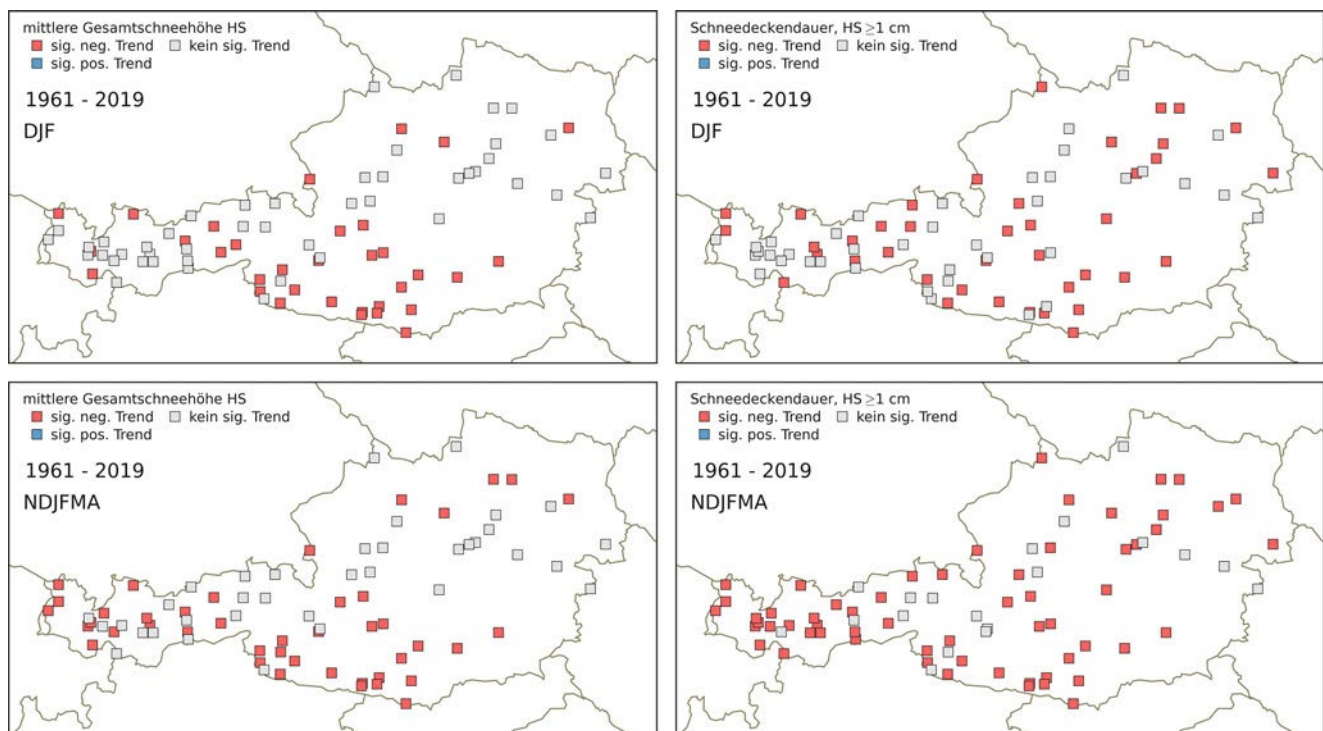 mittlere Gesamtschneehöhe HS
sig. neg. Trend kein sig. Trend
sig. pos. Trend
1961 - 2019
DJF
Schneedeckendauer, HS ≥1 cm
sig. neg. Trend kein sig. Trend
sig. pos. Trend
1961 - 2019
DJF
mittlere Gesamtschneehöhe HS
sig. neg. Trend kein sig. Trend
sig. pos. Trend
1961 - 2019
NDJFMA
Schneedeckendauer, HS ≥1 cm
sig. neg. Trend kein sig. Trend
sig. pos. Trend
1961 - 2019
NDJFMA